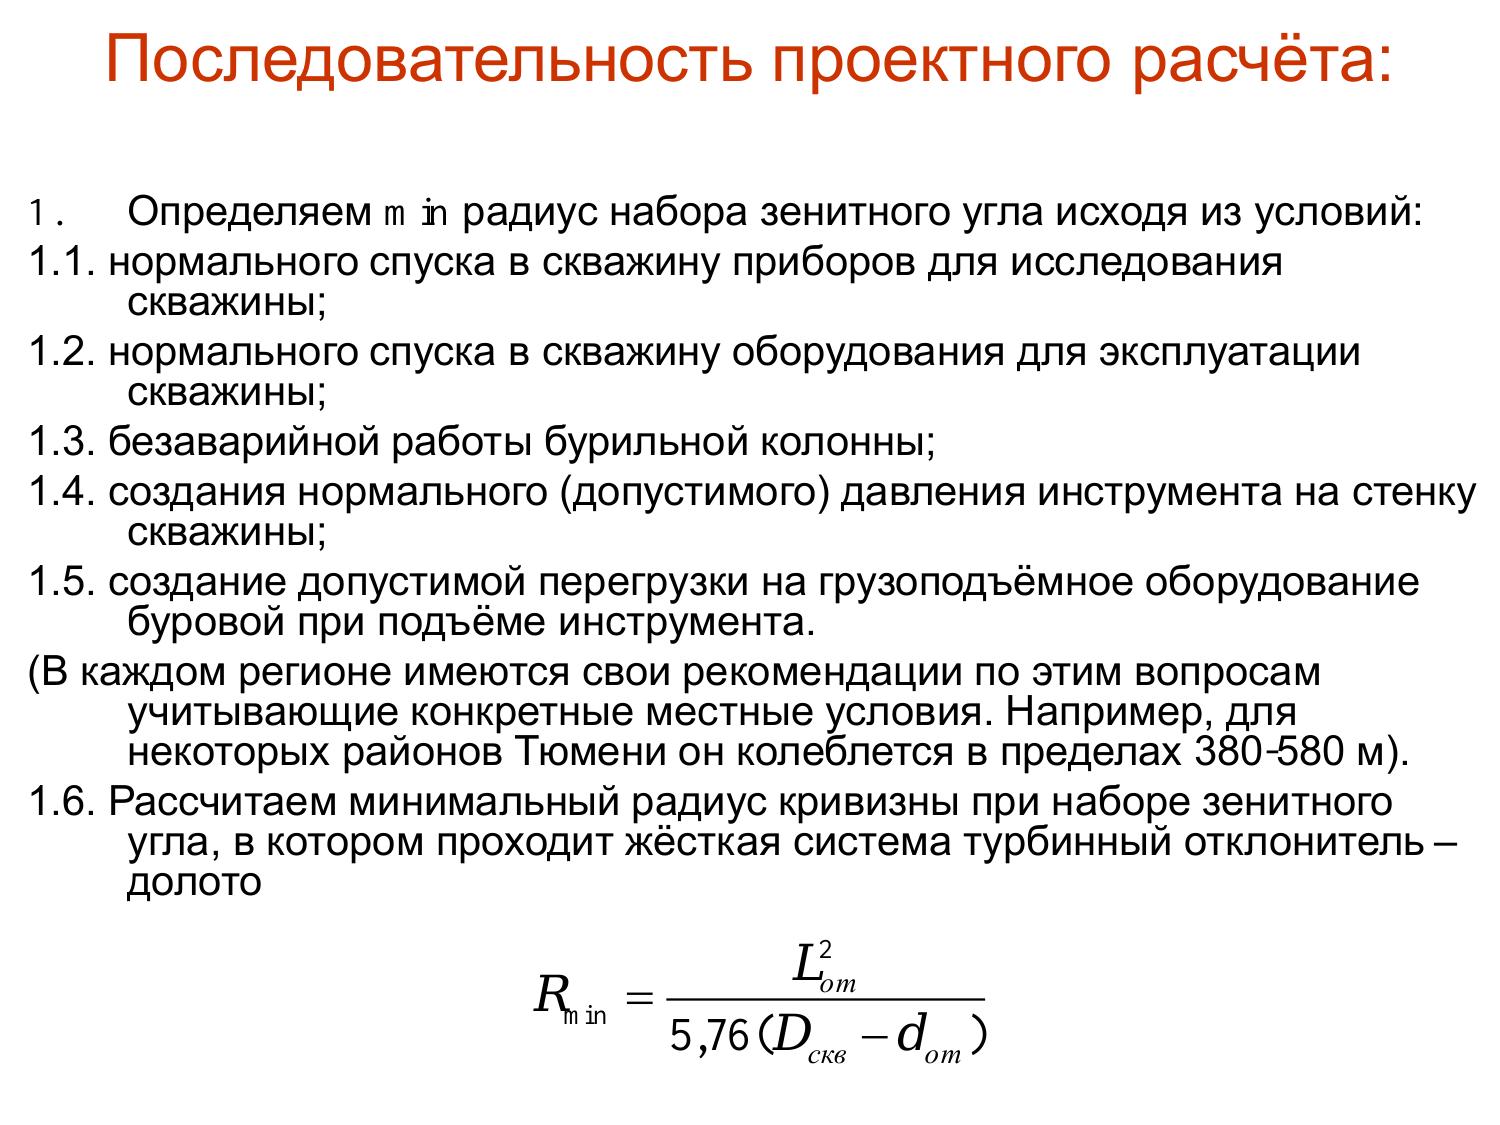 Последовательность проектного расчёта:
1. Определяем min радиус набора зенитного угла исходя из условий:
1.1. нормального спуска в скважину приборов для исследования
скважины;
1.2. нормального спуска в скважину оборудования для эксплуатации
скважины;
1.3. безаварийной работы бурильной колонны;
1.4. создания нормального (допустимого) давления инструмента на стенку
скважины;
1.5. создание допустимой перегрузки на грузоподъёмное оборудование
буровой при подъёме инструмента.
(В каждом регионе имеются свои рекомендации по этим вопросам
учитывающие конкретные местные условия. Например, для
некоторых районов Тюмени он колеблется в пределах 380-580 м).
1.6. Рассчитаем минимальный радиус кривизны при наборе зенитного
угла, в котором проходит жёсткая система турбинный отклонитель –
долото
R_min = L_от^2 / 5,76(D_скв − d_от)